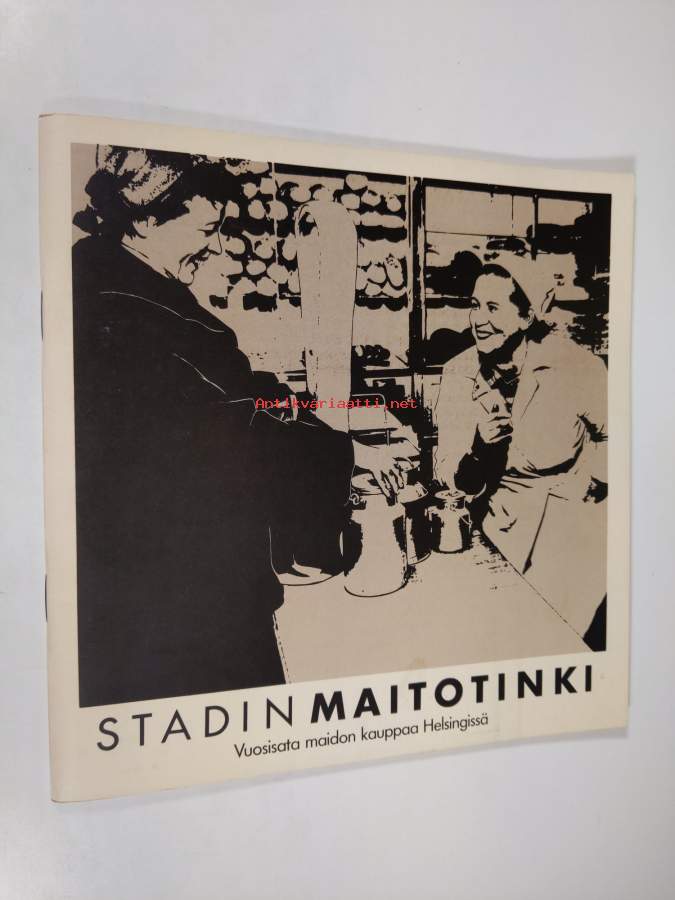 Antikvariaatti.net
STADIN MAITOTINKI
Vuosisata maidon kauppaa Helsingissä